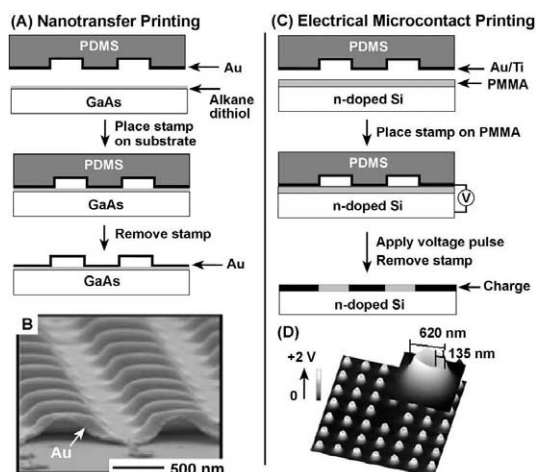 (A) Nanotransfer Printing
PDMS
Au
Alkane
dithiol
GaAs
Place stamp
on substrate
PDMS
GaAs
Remove stamp
Au
GaAs
B
Au
500 nm
(C) Electrical Microcontact Printing
PDMS
Au/Ti
PMMA
n-doped Si
Place stamp on PMMA
PDMS
V
n-doped Si
Apply voltage pulse
Remove stamp
Charge
n-doped Si
(D)
620 nm
135 nm
+2 V
0